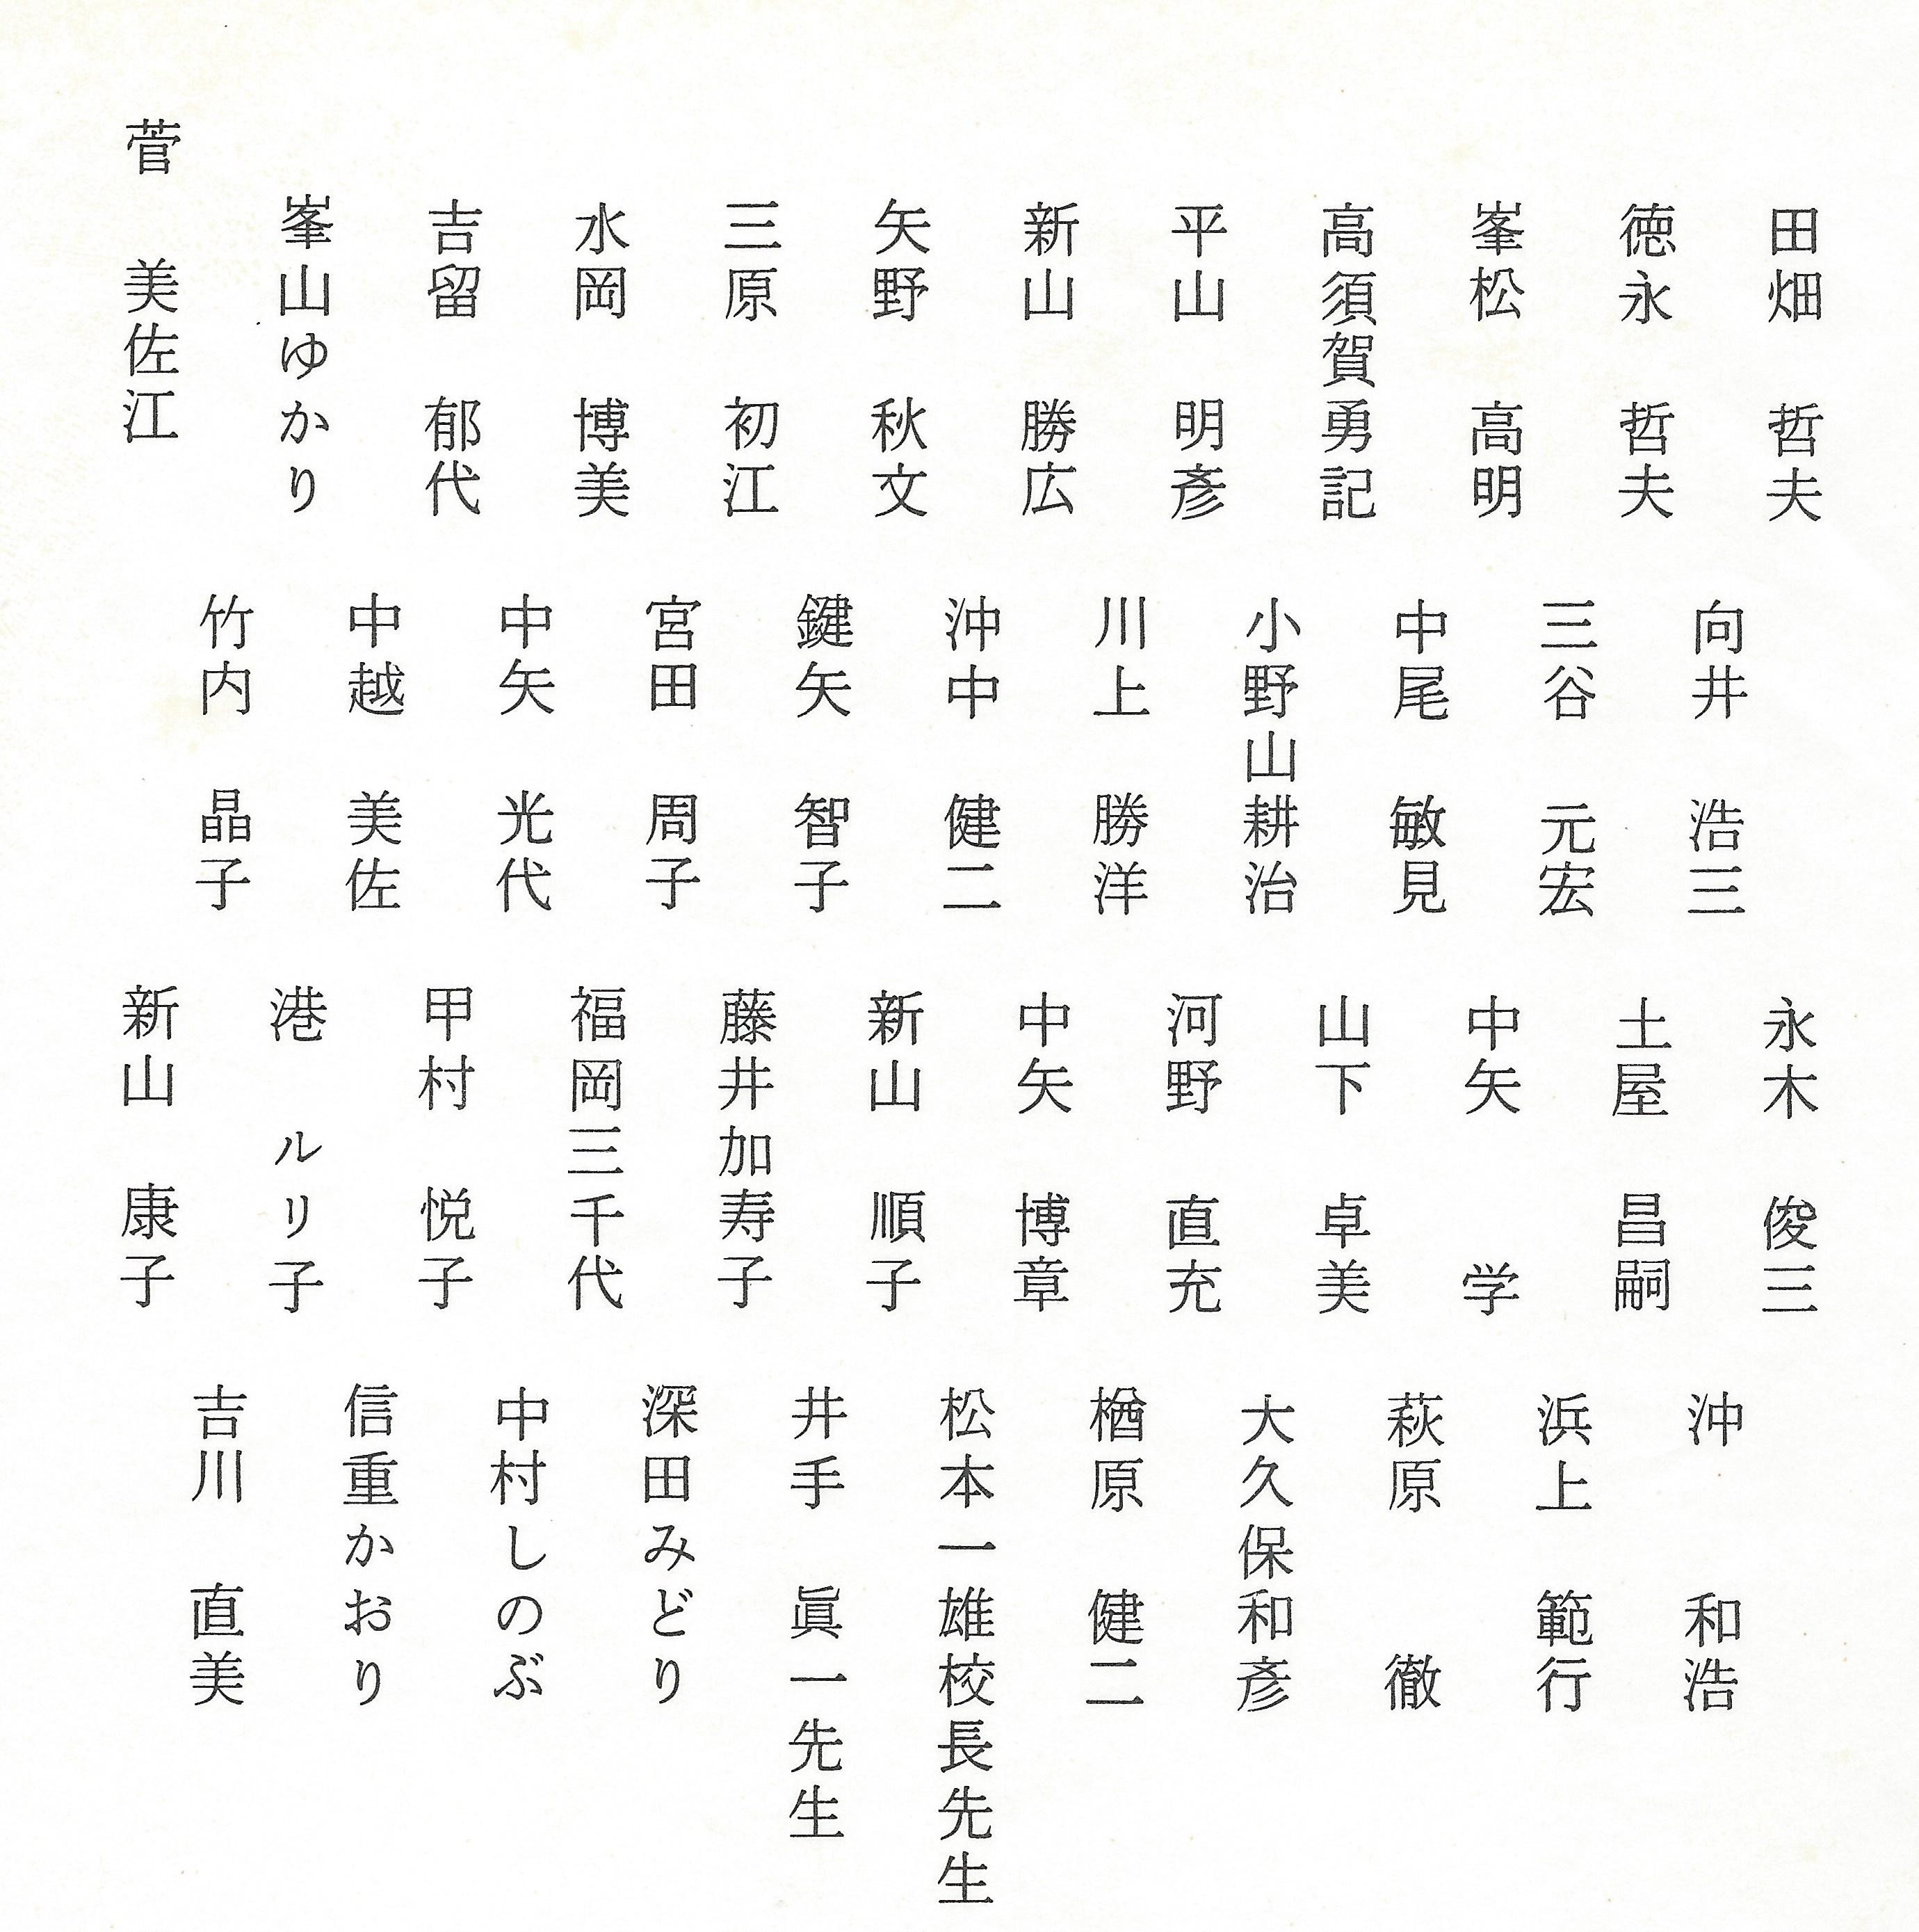 田畑 哲夫
徳永 哲夫
峯松 高明
高須賀勇記
平山 明彦
新山 勝広
矢野 秋文
三原 初江
水岡 博美
吉留 郁代
峯山ゆかり
菅 美佐江
向井 浩三
三谷 元宏
中尾 敏見
小野山耕治
川上 勝洋
沖中 健二
鍵矢 智子
宮田 周子
中矢 光代
中越 美佐
竹内 晶子
永木 俊三
土屋 昌嗣
中矢 学
山下 卓美
河野 直充
中矢 博章
新山 順子
藤井加寿子
福岡三千代
甲村 悦子
港 ルリ子
新山 康子
沖 和浩
浜上 範行
萩原 徹
大久保和彦
楢原 健二
松本一雄校長先生
井手 眞一先生
深田みどり
中村しのぶ
信重かおり
吉川 直美